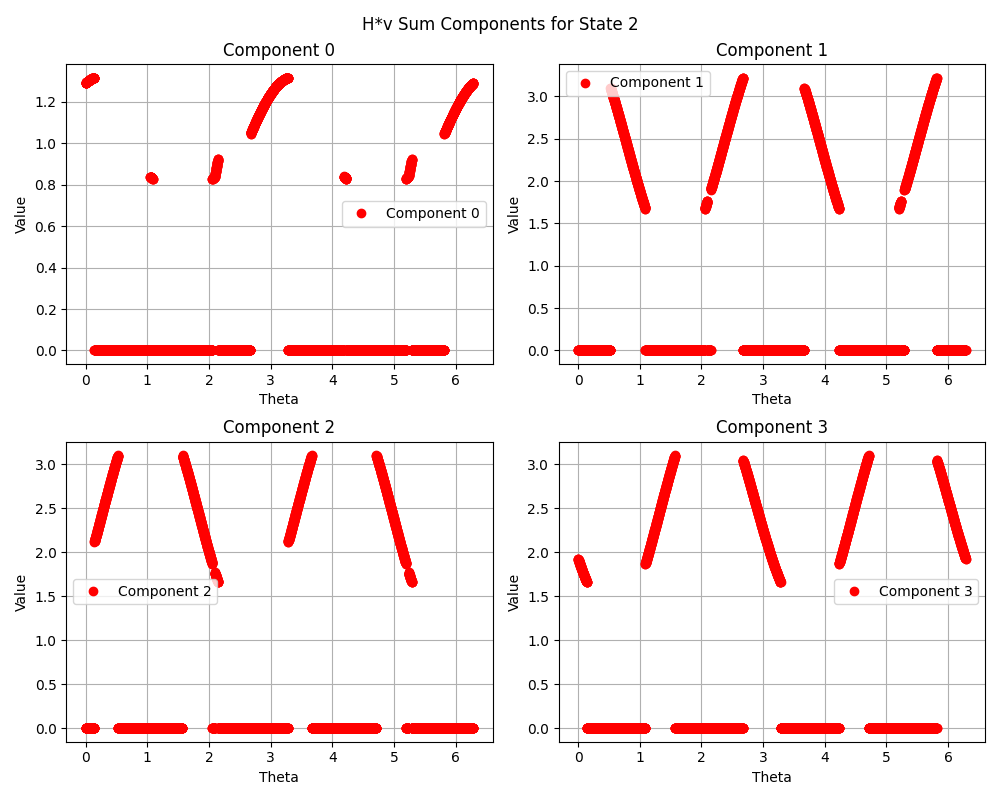 H*v Sum Components for State 2
Component 0
1.2
1.0
0.8
0.6
0.4
0.2
0.0
Value
Component 0
0 1 2 3 4 5 6
Theta
Component 1
3.0
2.5
2.0
1.5
1.0
0.5
0.0
Value
Component 1
0 1 2 3 4 5 6
Theta
Component 2
3.0
2.5
2.0
1.5
1.0
0.5
0.0
Value
Component 2
0 1 2 3 4 5 6
Theta
Component 3
3.0
2.5
2.0
1.5
1.0
0.5
0.0
Value
Component 3
0 1 2 3 4 5 6
Theta